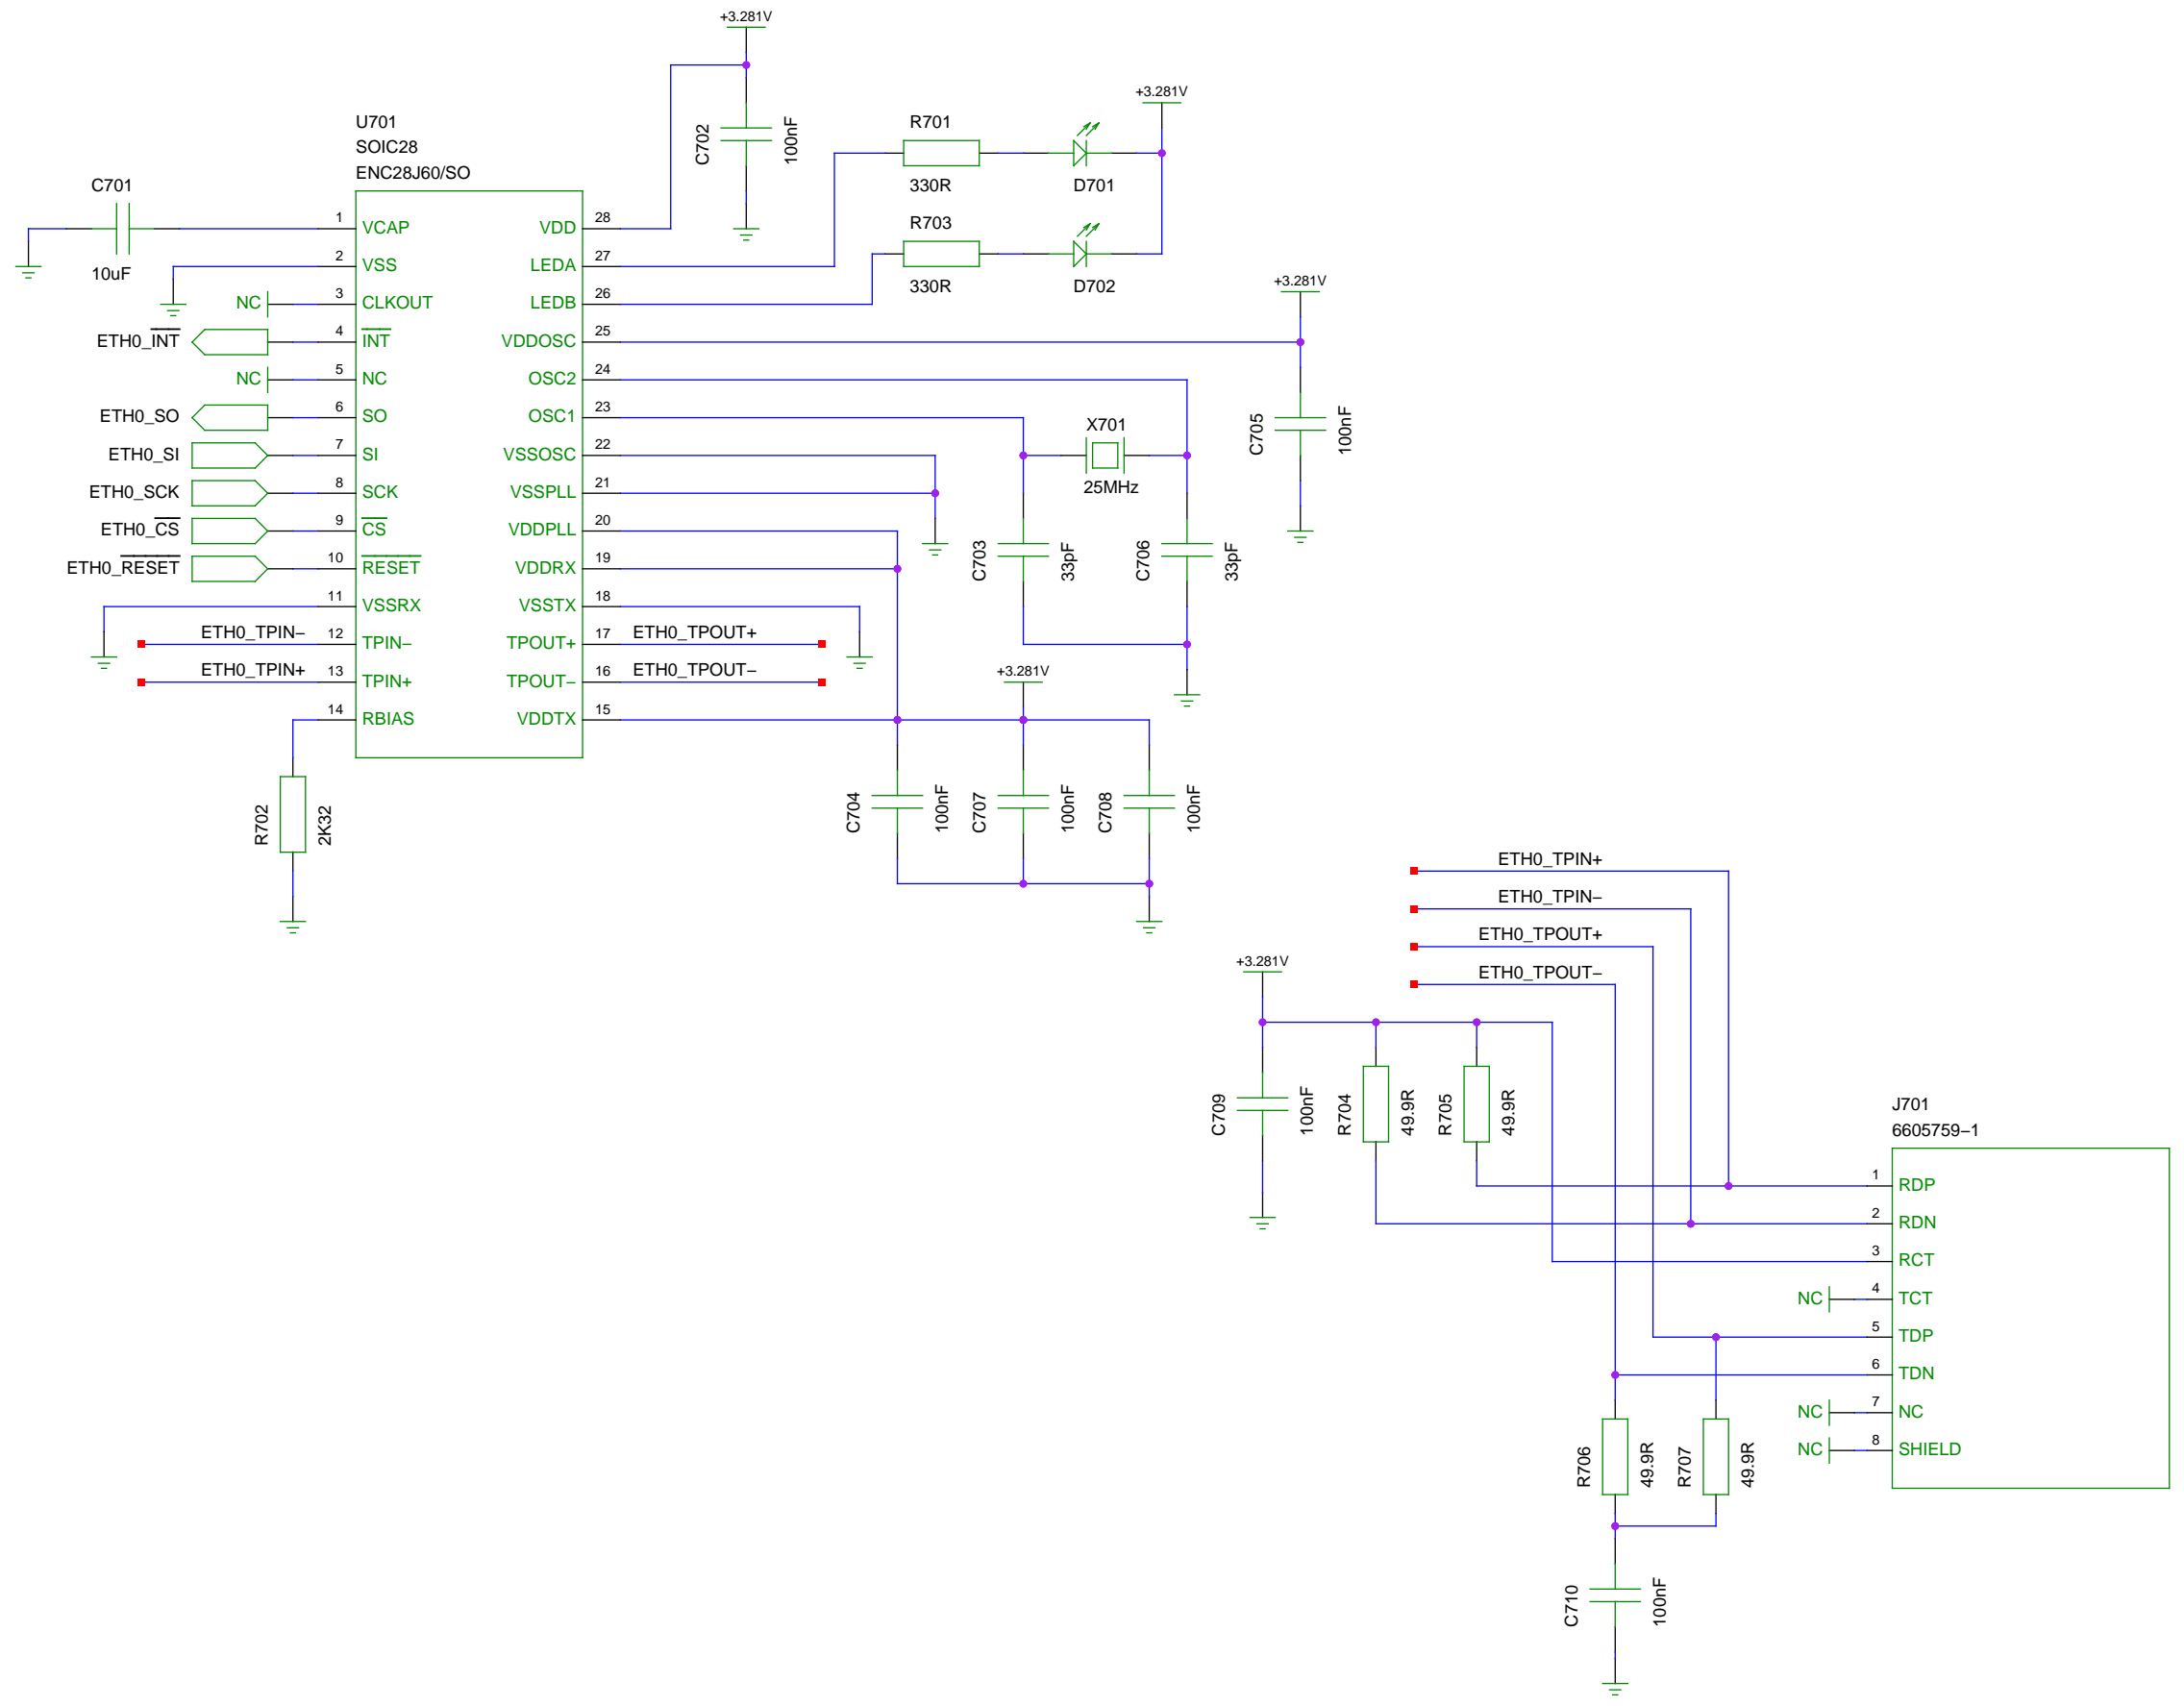 +3.281V
C702
100nF
+3.281V
R701
330R
D701
R703
330R
D702
U701
SOIC28
ENC28J60/SO
C701
10uF
1 VCAP
2 VSS
NC 3 CLKOUT
ETH0_INT 4 INT
NC 5 NC
ETH0_SO 6 SO
ETH0_SI 7 SI
ETH0_SCK 8 SCK
ETH0_CS 9 CS
ETH0_RESET 10 RESET
11 VSSRX
ETH0_TPIN− 12 TPIN−
ETH0_TPIN+ 13 TPIN+
14 RBIAS
VDD 28
LEDA 27
LEDB 26
VDDOSC 25
OSC2 24
OSC1 23
VSSOSC 22
VSSPLL 21
VDDPLL 20
VDDRX 19
VSSTX 18
TPOUT+ 17 ETH0_TPOUT+
TPOUT− 16 ETH0_TPOUT−
VDDTX 15
+3.281V
C705
100nF
X701
25MHz
C703
33pF
C706
33pF
+3.281V
R702
2K32
C704
100nF
C707
100nF
C708
100nF
ETH0_TPIN+
ETH0_TPIN−
ETH0_TPOUT+
ETH0_TPOUT−
+3.281V
C709
100nF
R704
49.9R
R705
49.9R
J701
6605759−1
1 RDP
2 RDN
3 RCT
NC 4 TCT
5 TDP
6 TDN
NC 7 NC
NC 8 SHIELD
R706
49.9R
R707
49.9R
C710
100nF